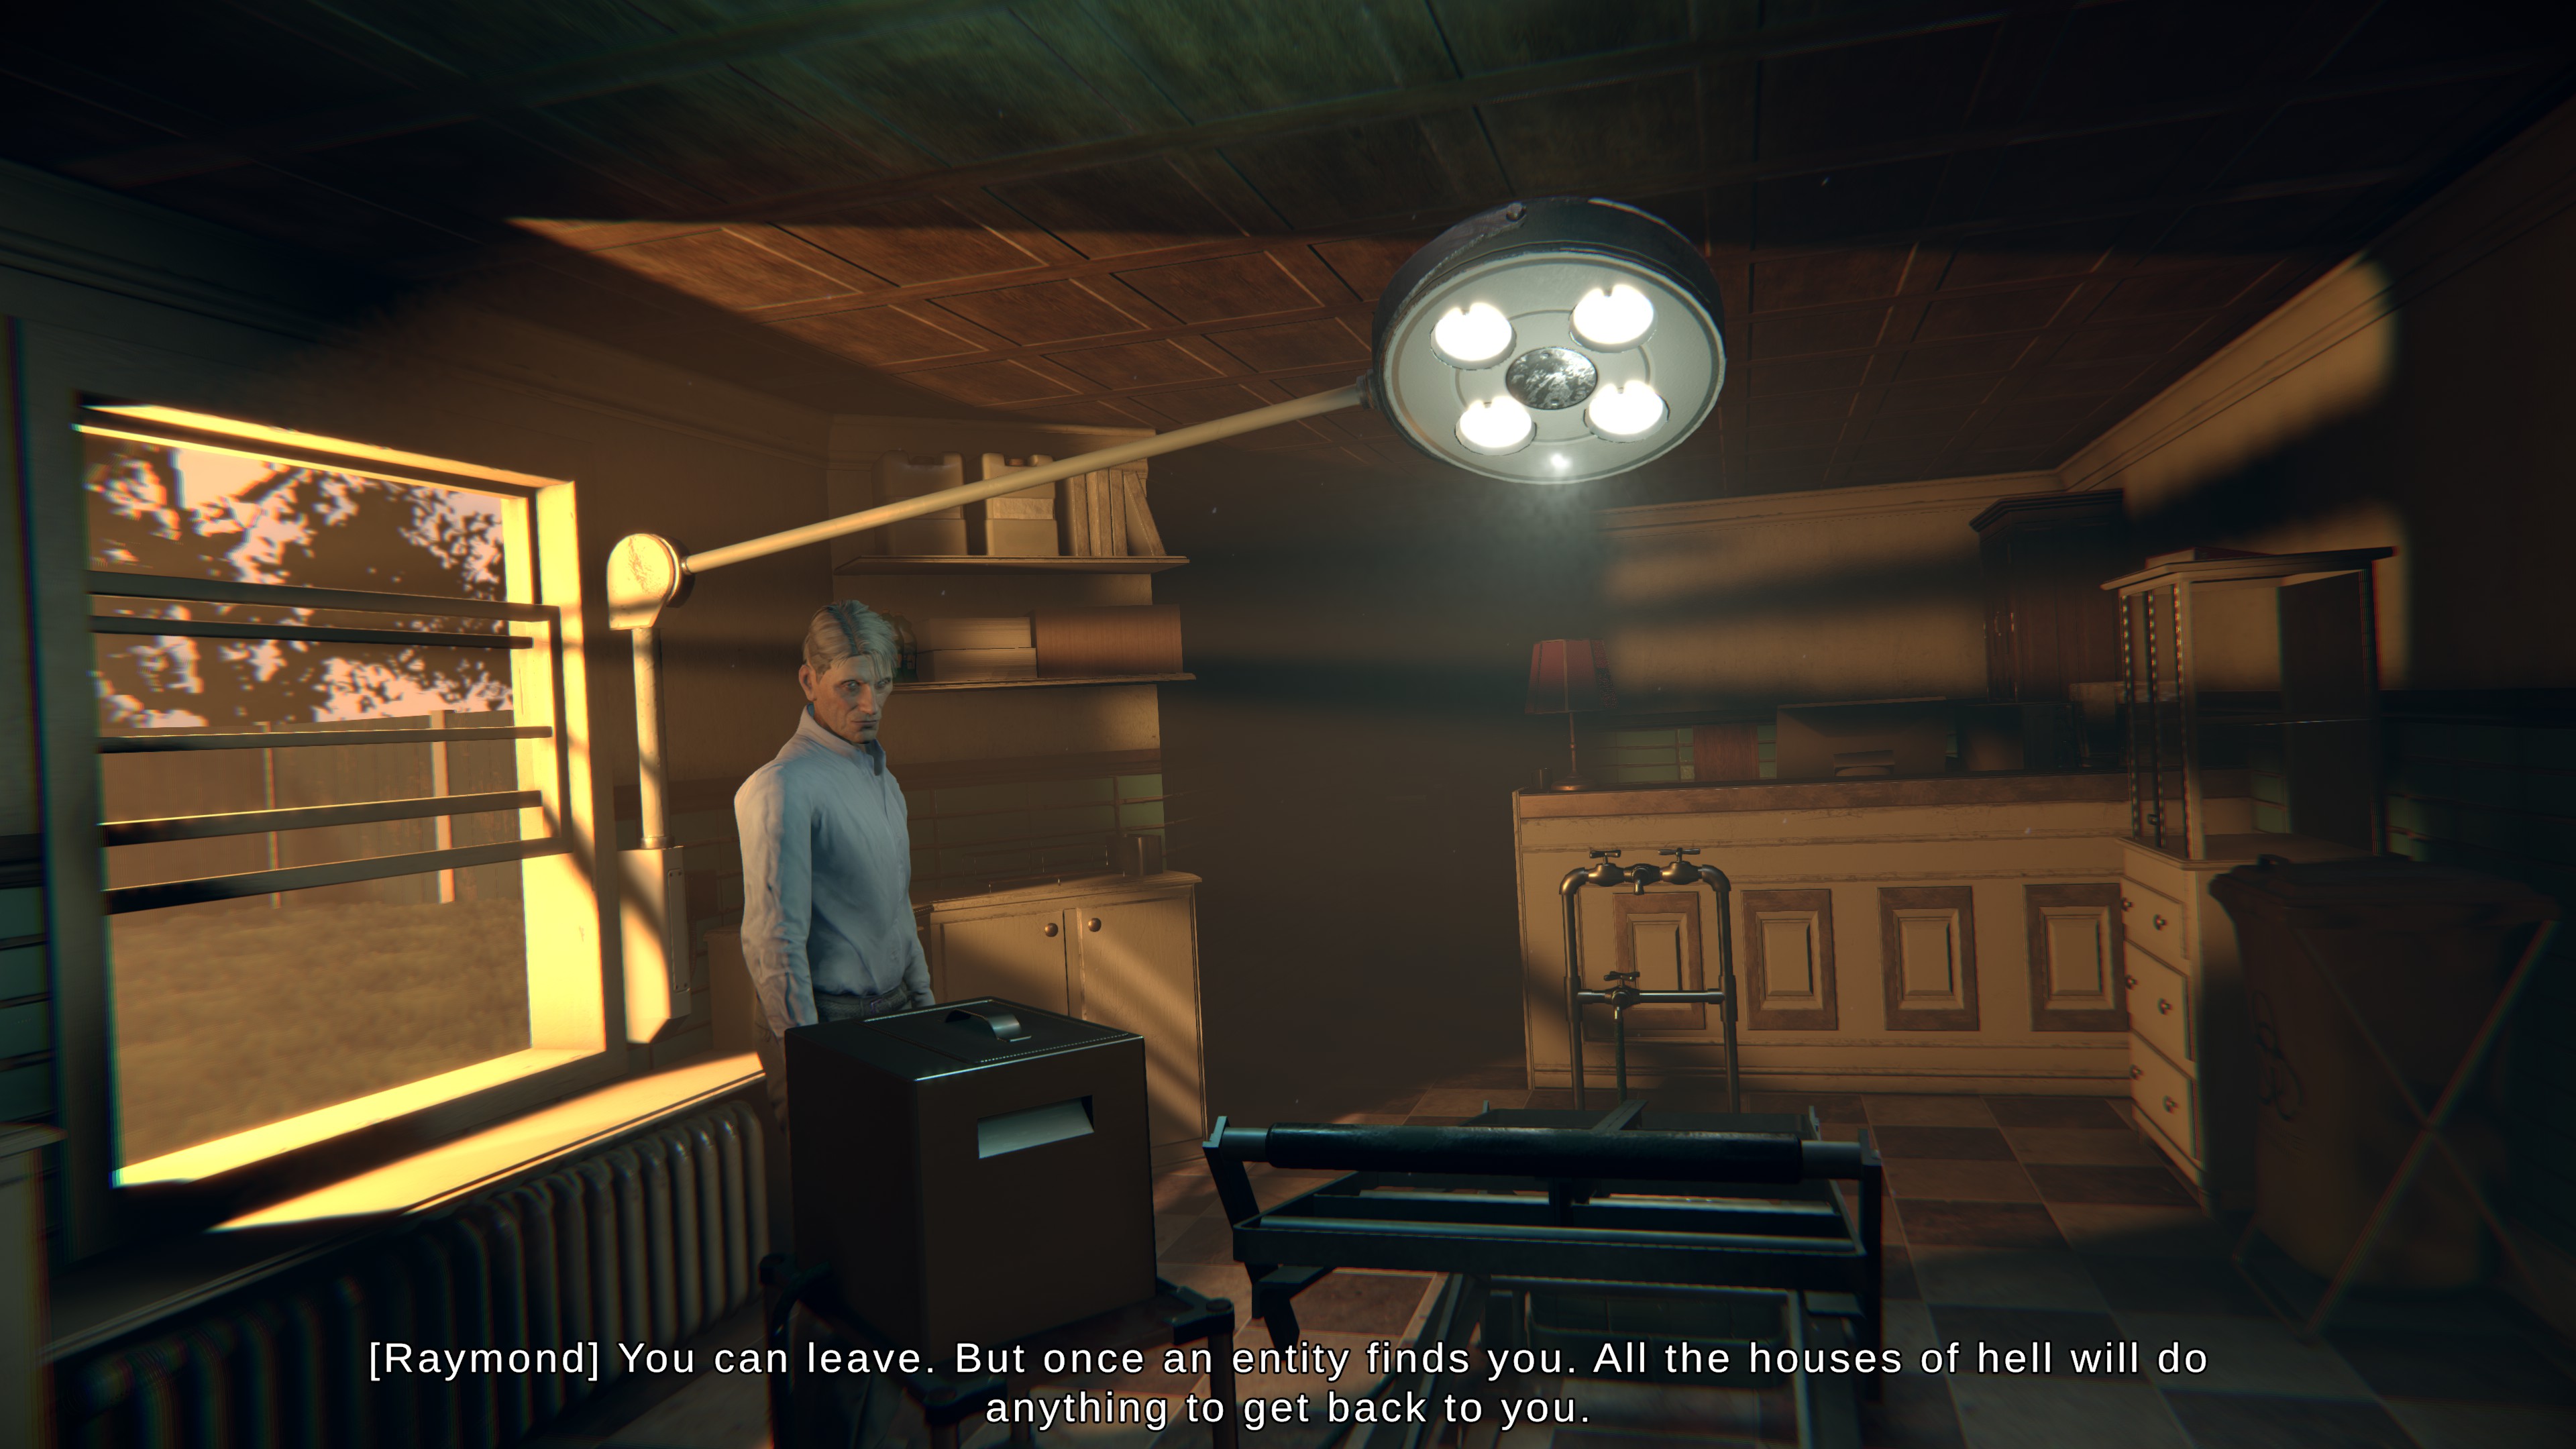 [Raymond] You can leave. But once an entity finds you. All the houses of hell will do
anything to get back to you.